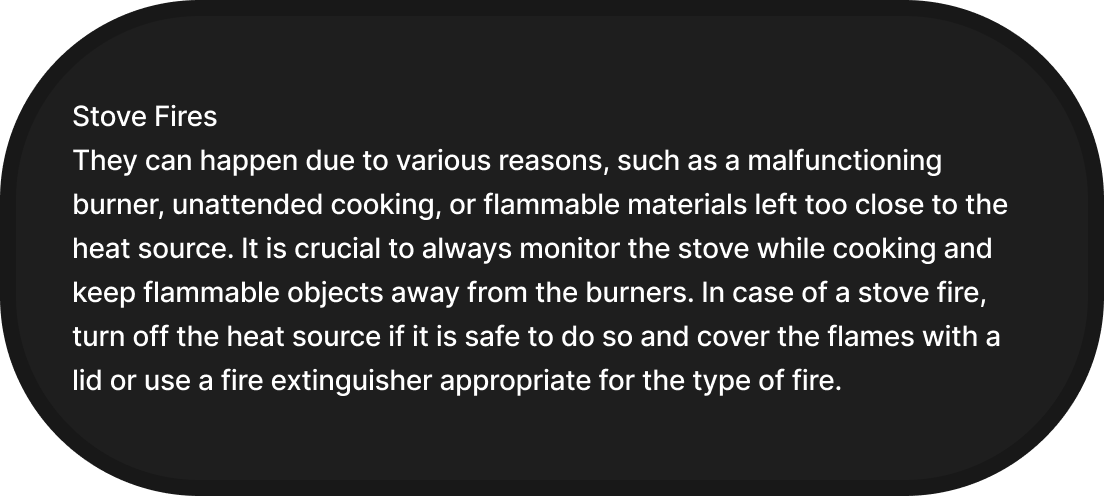 Stove Fires
They can happen due to various reasons, such as a malfunctioning
burner, unattended cooking, or flammable materials left too close to the
heat source. It is crucial to always monitor the stove while cooking and
keep flammable objects away from the burners. In case of a stove fire,
turn off the heat source if it is safe to do so and cover the flames with a
lid or use a fire extinguisher appropriate for the type of fire.